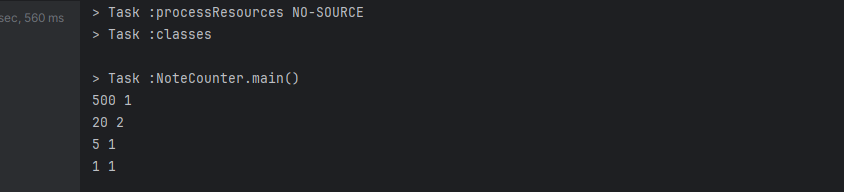 sec, 560 ms
> Task :processResources NO-SOURCE
> Task :classes
> Task :NoteCounter.main()
500 1
20 2
5 1
1 1